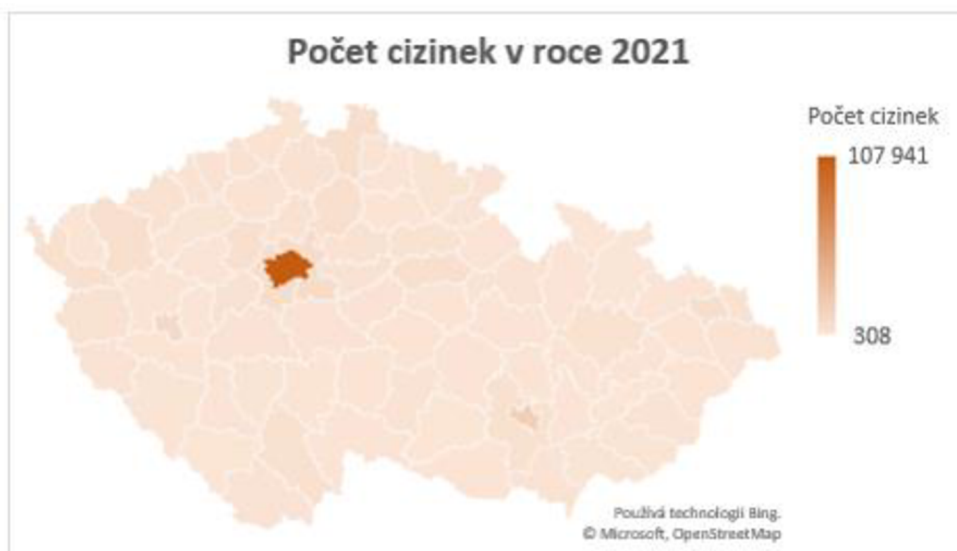 Počet cizinek v roce 2021
Počet cizinek
107 941
308
Používá technologii Bing.
© Microsoft, OpenStreetMap